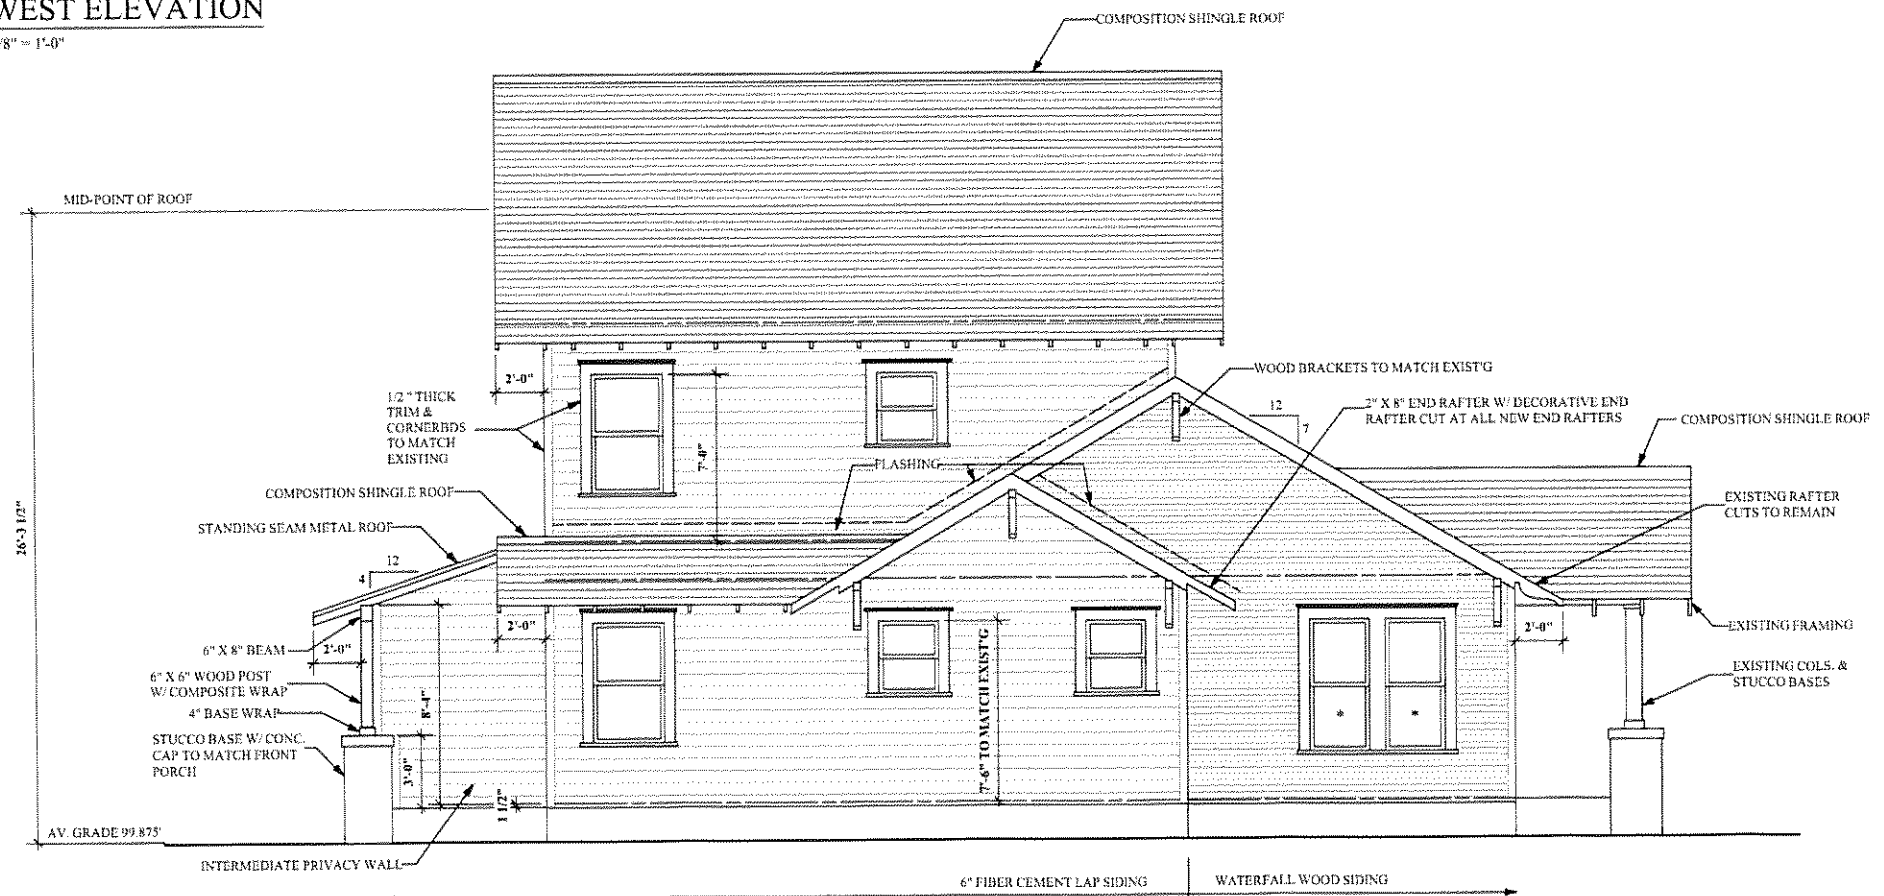 WEST ELEVATION
/8" = 1'-0"
COMPOSITION SHINGLE ROOF
MID-POINT OF ROOF
2'-0"
1/2" THICK
TRIM &
CORNERBDS
TO MATCH
EXISTING
7'-0"
WOOD BRACKETS TO MATCH EXIST'G
12
7
2" X 8" END RAFTER W/ DECORATIVE END
RAFTER CUT AT ALL NEW END RAFTERS
COMPOSITION SHINGLE ROOF
FLASHING
COMPOSITION SHINGLE ROOF
STANDING SEAM METAL ROOF
EXISTING RAFTER
CUTS TO REMAIN
26'-3 1/2"
12
4
2'-0"
2'-0"
2'-0"
6" X 8" BEAM
EXISTING FRAMING
6" X 6" WOOD POST
W/ COMPOSITE WRAP
8'-4"
7'-6" TO MATCH EXIST'G
EXISTING COLS. &
STUCCO BASES
4" BASE WRAP
* *
STUCCO BASE W/ CONC.
CAP TO MATCH FRONT
PORCH
3'-0"
1 1/2"
AV. GRADE 99.875'
INTERMEDIATE PRIVACY WALL
6" FIBER CEMENT LAP SIDING
WATERFALL WOOD SIDING